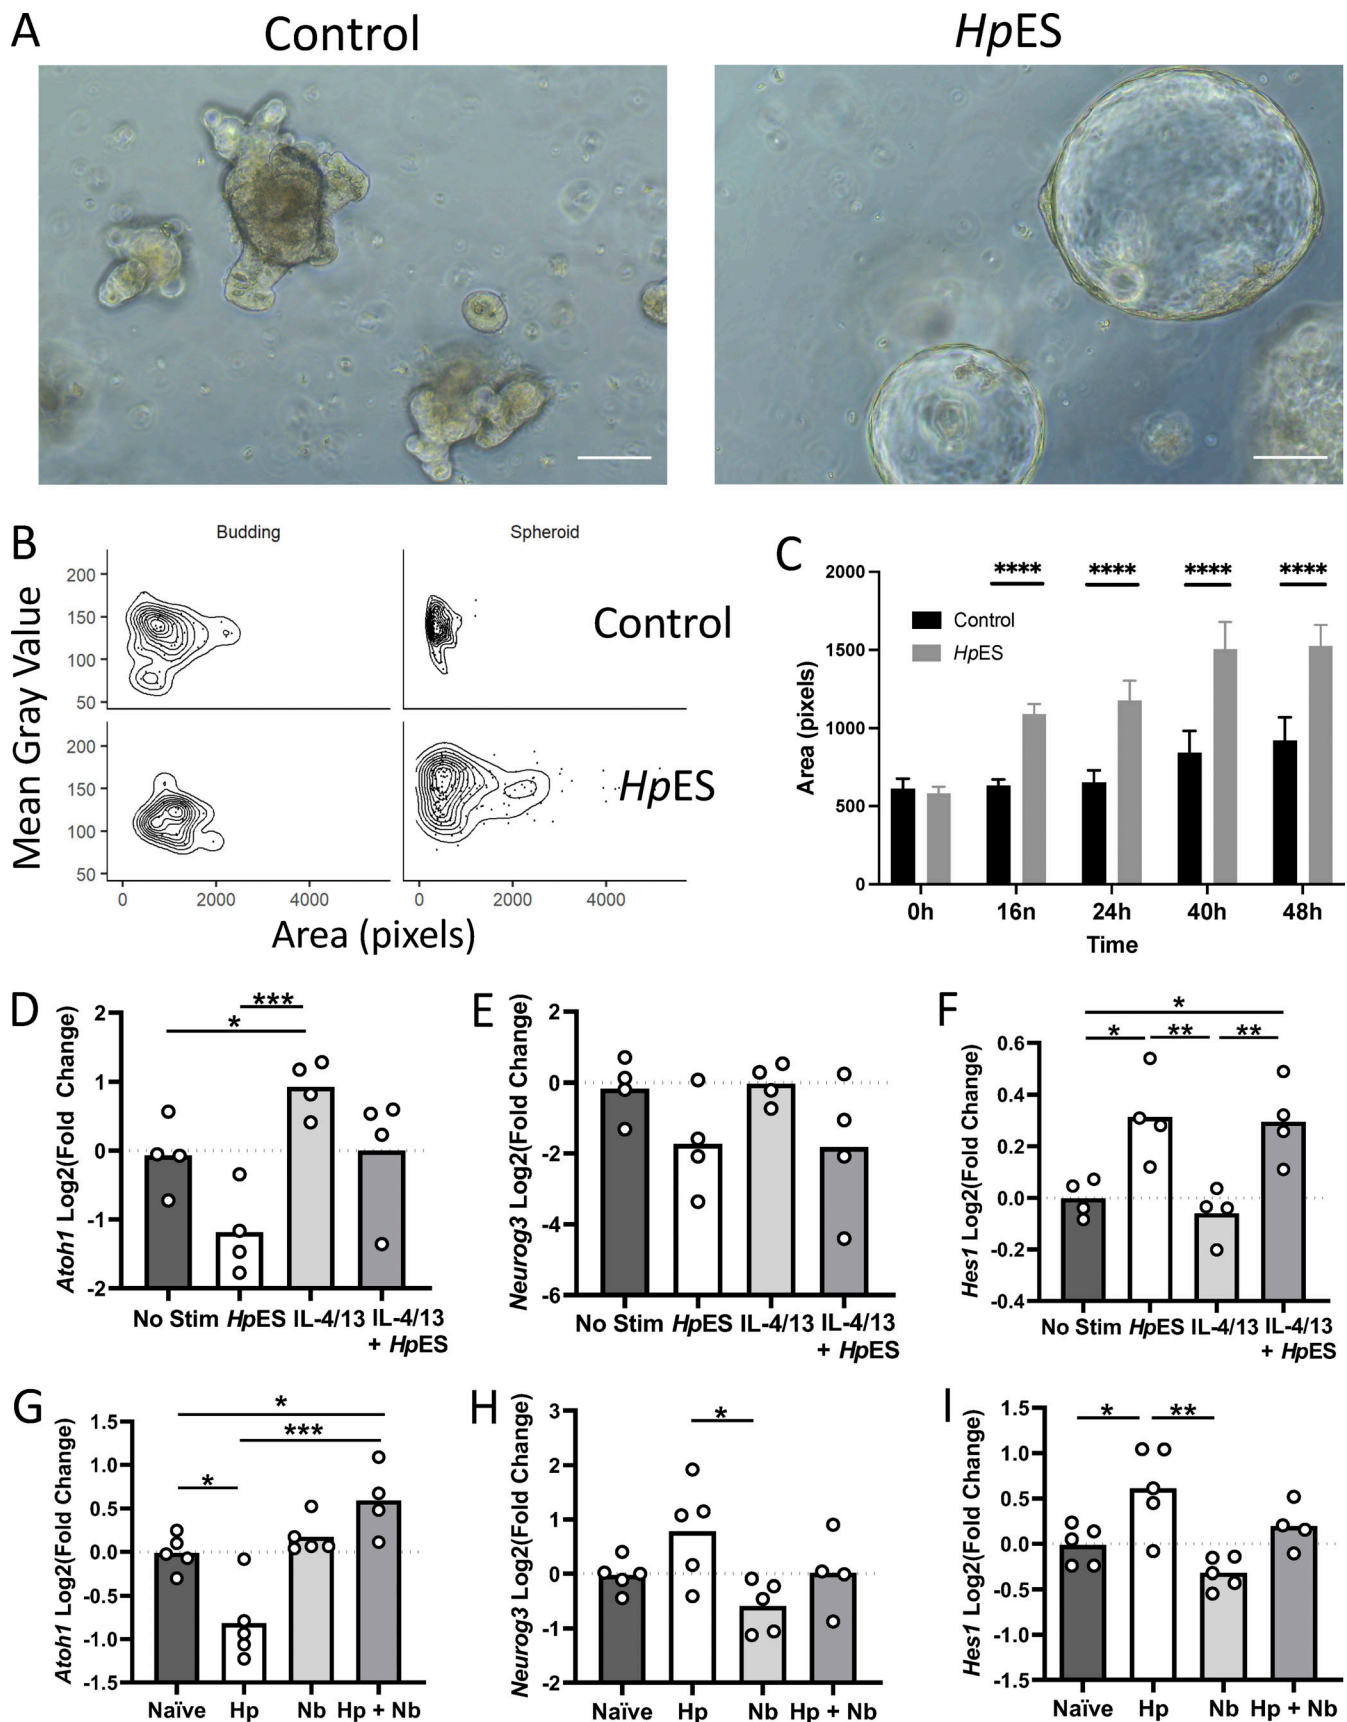 A
Control
HpES
B
Budding
Spheroid
Mean Gray Value
200
150
100
50
Control
200
150
100
50
HpES
0
2000
4000
0
2000
4000
Area (pixels)
C
Area (pixels)
2000
1500
1000
500
0
****
****
****
****
Control
HpES
0h
16n
24h
40h
48h
Time
D
Atoh1 Log2(Fold Change)
2
1
0
-1
-2
***
*
No Stim
HpES
IL-4/13
IL-4/13
+ HpES
E
Neurog3 Log2(Fold Change)
2
0
-2
-4
-6
No Stim
HpES
IL-4/13
IL-4/13
+ HpES
F
Hes1 Log2(Fold Change)
0.6
0.4
0.2
0.0
-0.2
-0.4
*
*
**
**
No Stim
HpES
IL-4/13
IL-4/13
+ HpES
G
Atoh1 Log2(Fold Change)
1.5
1.0
0.5
0.0
-0.5
-1.0
-1.5
*
***
*
Naïve
Hp
Nb
Hp + Nb
H
Neurog3 Log2(Fold Change)
3
2
1
0
-1
-2
*
Naïve
Hp
Nb
Hp + Nb
I
Hes1 Log2(Fold Change)
1.5
1.0
0.5
0.0
-0.5
-1.0
-1.5
*
**
Naïve
Hp
Nb
Hp + Nb